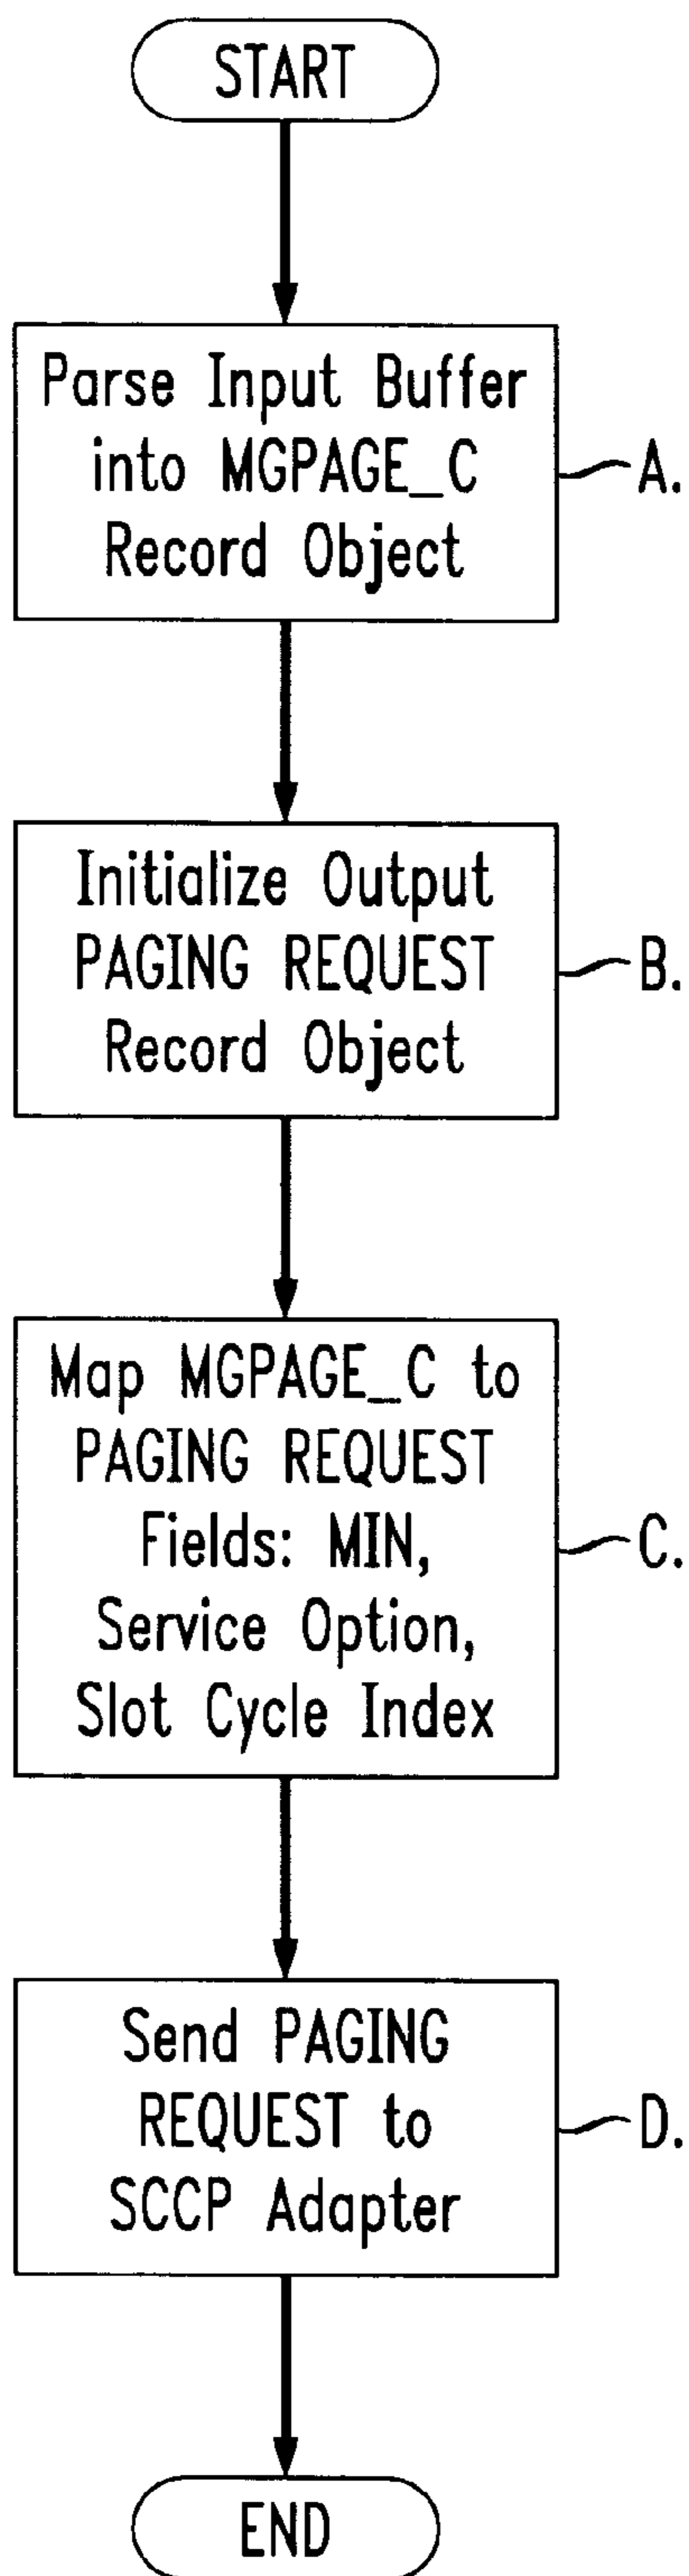 START
Parse Input Buffer
into MGPAGE_C
Record Object
A.
Initialize Output
PAGING REQUEST
Record Object
B.
Map MGPAGE_C to
PAGING REQUEST
Fields: MIN,
Service Option,
Slot Cycle Index
C.
Send PAGING
REQUEST to
SCCP Adapter
D.
END